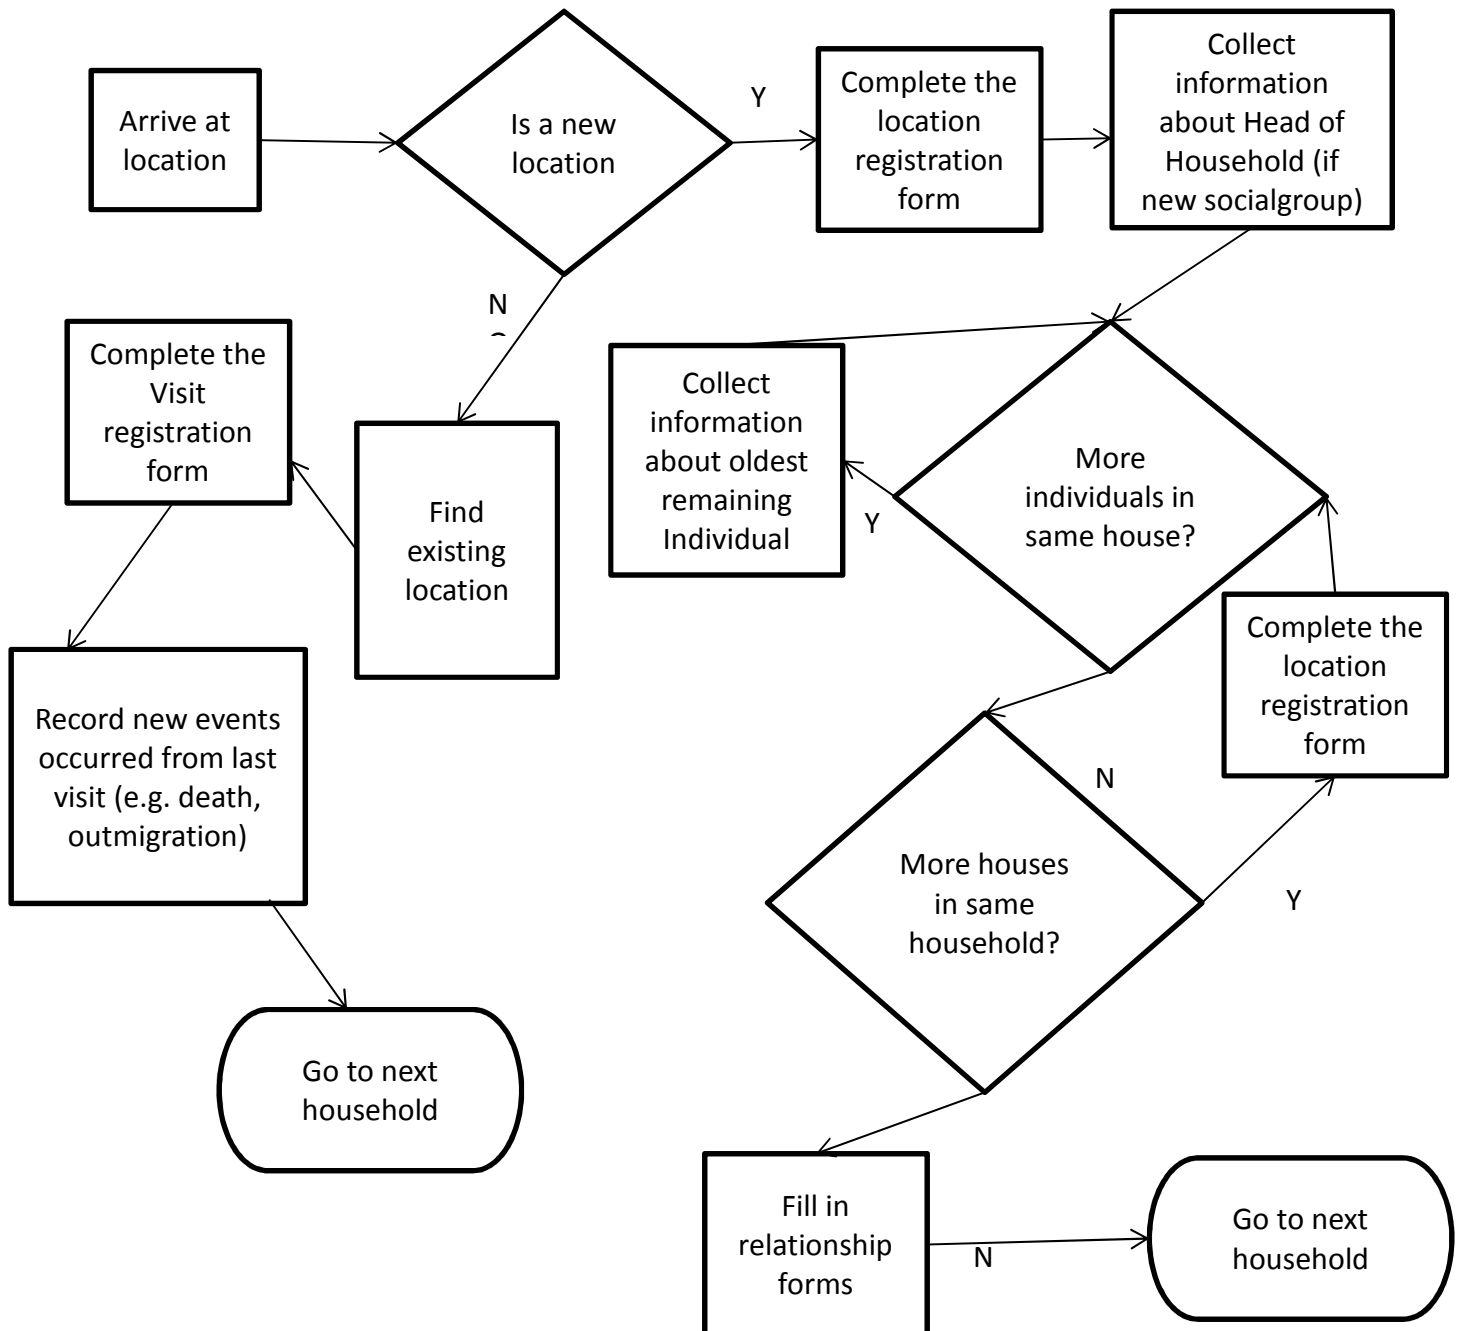 Arrive at
location
Is a new
location
Y
Complete the
location
registration
form
Collect
information
about Head of
Household (if
new socialgroup)
N
Complete the
Visit
registration
form
Find
existing
location
Collect
information
about oldest
remaining
Individual
Y
More
individuals in
same house?
Complete the
location
registration
form
Record new events
occurred from last
visit (e.g. death,
outmigration)
N
More houses
in same
household?
Y
Go to next
household
Fill in
relationship
forms
N
Go to next
household